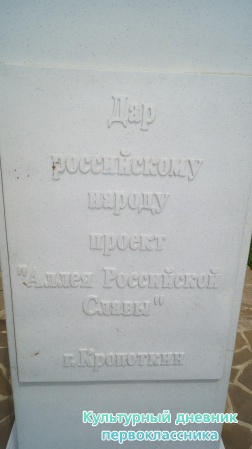 Дар
российскому
народу
проект
"Аллея Российской
Славы"
г.Кропоткин
Культурный дневник
первоклассника